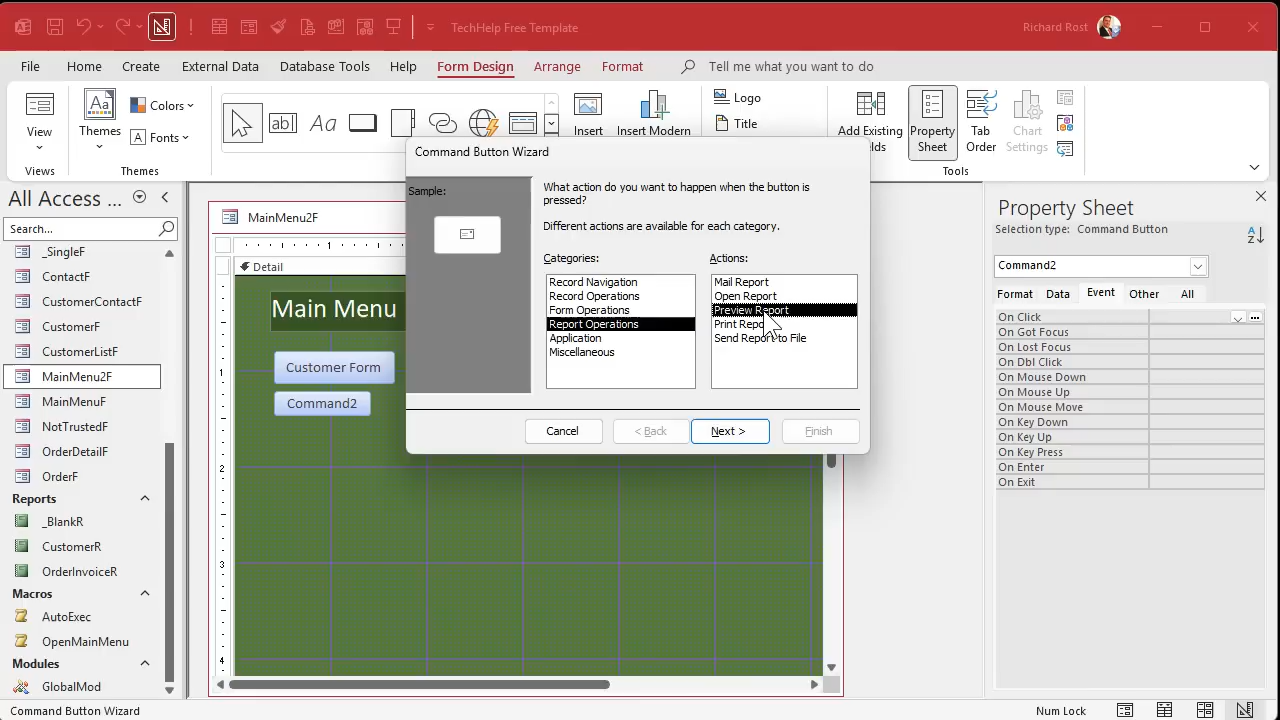 TechHelp Free Template
Richard Rost
File
Home
Create
External Data
Database Tools
Help
Form Design
Arrange
Format
Tell me what you want to do
View
Themes
Colors
Fonts
ab|
Aa
Insert
Insert Modern
Logo
Title
Add Existing
Property
Sheet
Tab
Order
Chart
Settings
Views
Themes
Tools
All Access ...
Search...
_SingleF
ContactF
CustomerContactF
CustomerF
CustomerListF
MainMenu2F
MainMenuF
NotTrustedF
OrderDetailF
OrderF
Reports
_BlankR
CustomerR
OrderInvoiceR
Macros
AutoExec
OpenMainMenu
Modules
GlobalMod
MainMenu2F
1
Detail
Main Menu
Customer Form
Command2
1
2
3
4
Command Button Wizard
Sample:
What action do you want to happen when the button is
pressed?
Different actions are available for each category.
Categories:
Record Navigation
Record Operations
Form Operations
Report Operations
Application
Miscellaneous
Actions:
Mail Report
Open Report
Preview Report
Print Report
Send Report to File
Cancel
< Back
Next >
Finish
Property Sheet
Selection type: Command Button
Command2
Format
Data
Event
Other
All
On Click
On Got Focus
On Lost Focus
On Dbl Click
On Mouse Down
On Mouse Up
On Mouse Move
On Key Down
On Key Up
On Key Press
On Enter
On Exit
Command Button Wizard
Num Lock